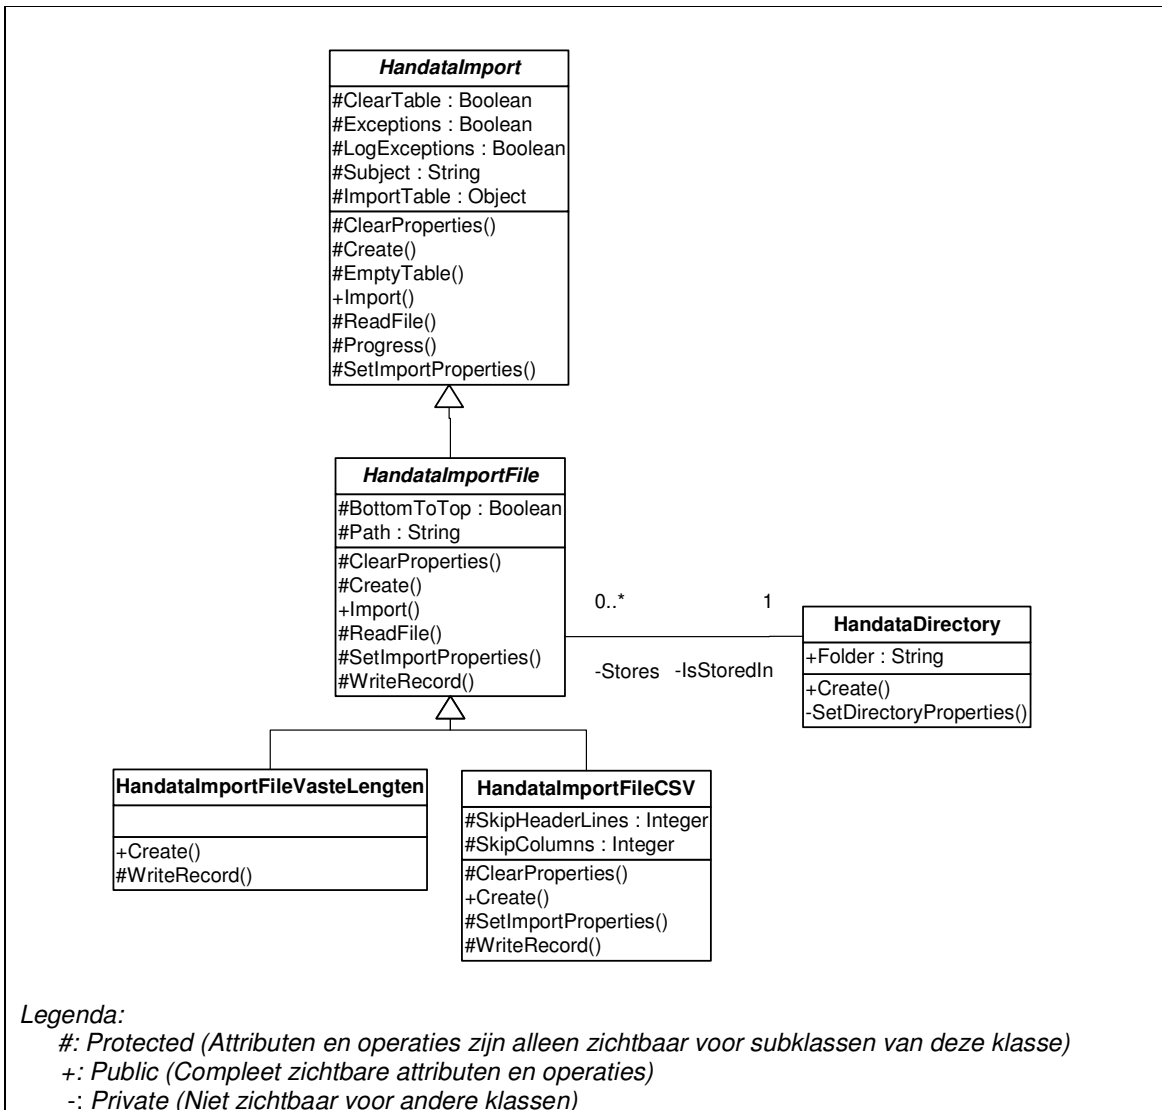 HandataImport
#ClearTable : Boolean
#Exceptions : Boolean
#LogExceptions : Boolean
#Subject : String
#ImportTable : Object
#ClearProperties()
#Create()
#EmptyTable()
+Import()
#ReadFile()
#Progress()
#SetImportProperties()
HandataImportFile
#BottomToTop : Boolean
#Path : String
#ClearProperties()
#Create()
+Import()
#ReadFile()
#SetImportProperties()
#WriteRecord()
0..*
1
-Stores
-IsStoredIn
HandataDirectory
+Folder : String
+Create()
-SetDirectoryProperties()
HandataImportFileVasteLengten
+Create()
#WriteRecord()
HandataImportFileCSV
#SkipHeaderLines : Integer
#SkipColumns : Integer
#ClearProperties()
+Create()
#SetImportProperties()
#WriteRecord()
Legenda:
#: Protected (Attributen en operaties zijn alleen zichtbaar voor subklassen van deze klasse)
+: Public (Compleet zichtbare attributen en operaties)
-: Private (Niet zichtbaar voor andere klassen)